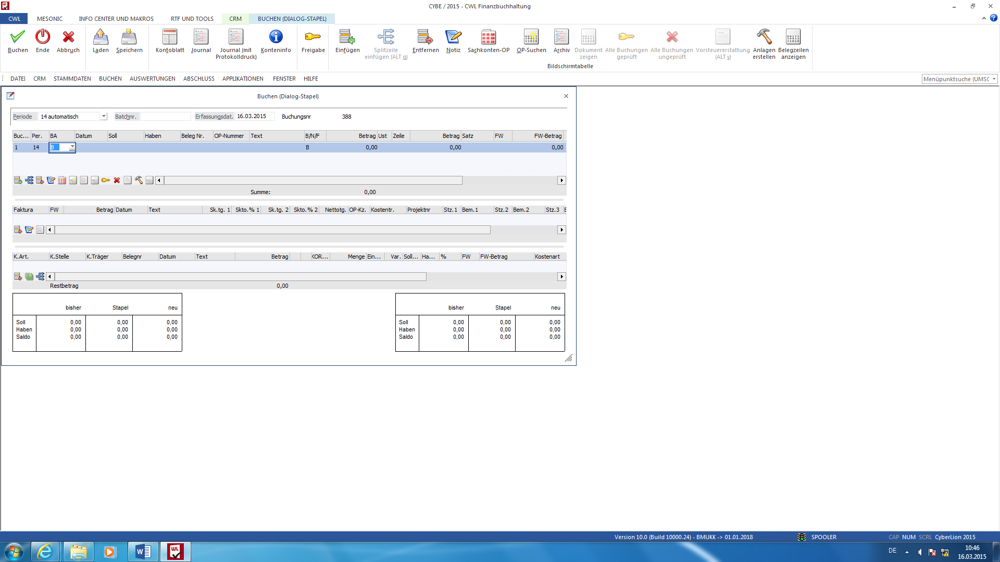 CYBE / 2015 - CWL Finanzbuchhaltung
CWL MESONIC INFO CENTER UND MAKROS RTF UND TOOLS CRM BUCHEN (DIALOG-STAPEL)
Buchen Ende Abbruch Laden Speichern Kontoblatt Journal Journal (mit Protokolldruck) Konteninfo Freigabe Einfügen Splitzeile einfügen (ALT q) Entfernen Notiz Sachkonten-OP OP-Suchen Archiv Dokument zeigen Alle Buchungen geprüft Alle Buchungen ungeprüft Vorsteuererstattung (ALT y) Anlagen erstellen Belegzeilen anzeigen
Bildschirmtabelle
DATEI CRM STAMMDATEN BUCHEN AUSWERTUNGEN ABSCHLUSS APPLIKATIONEN FENSTER HILFE Menüpunktsuche (UMSC
Buchen (Dialog-Stapel)
Periode 14 automatisch Batchnr. Erfassungsdat. 16.03.2015 Buchungsnr 388
Buc... Per. BA Datum Soll Haben Beleg Nr. OP-Nummer Text B/N/F Betrag Ust Zeile Betrag Satz FW FW-Betrag
1 14 B B 0,00 0,00 0,00
Summe: 0,00
Faktura FW Betrag Datum Text Sk.tg. 1 Skto.% 1 Sk.tg. 2 Skto.% 2 Nettotg. OP-Kz. Kostentr. Projektnr Stz.1 Bem.1 Stz.2 Bem.2 Stz.3
K.Art. K.Stelle K.Träger Belegnr Datum Text Betrag KOR... Menge Ein... Var. Soll... Ha... % FW FW-Betrag Kostenart
Restbetrag 0,00
bisher Stapel neu bisher Stapel neu
Soll 0,00 0,00 0,00 Soll 0,00 0,00 0,00
Haben 0,00 0,00 0,00 Haben 0,00 0,00 0,00
Saldo 0,00 0,00 0,00 Saldo 0,00 0,00 0,00
Version 10.0 (Build 10000.24) - BMUKK -> 01.01.2018 SPOOLER CAP NUM SCRL CyberLion 2015
DE 10:46
16.03.2015